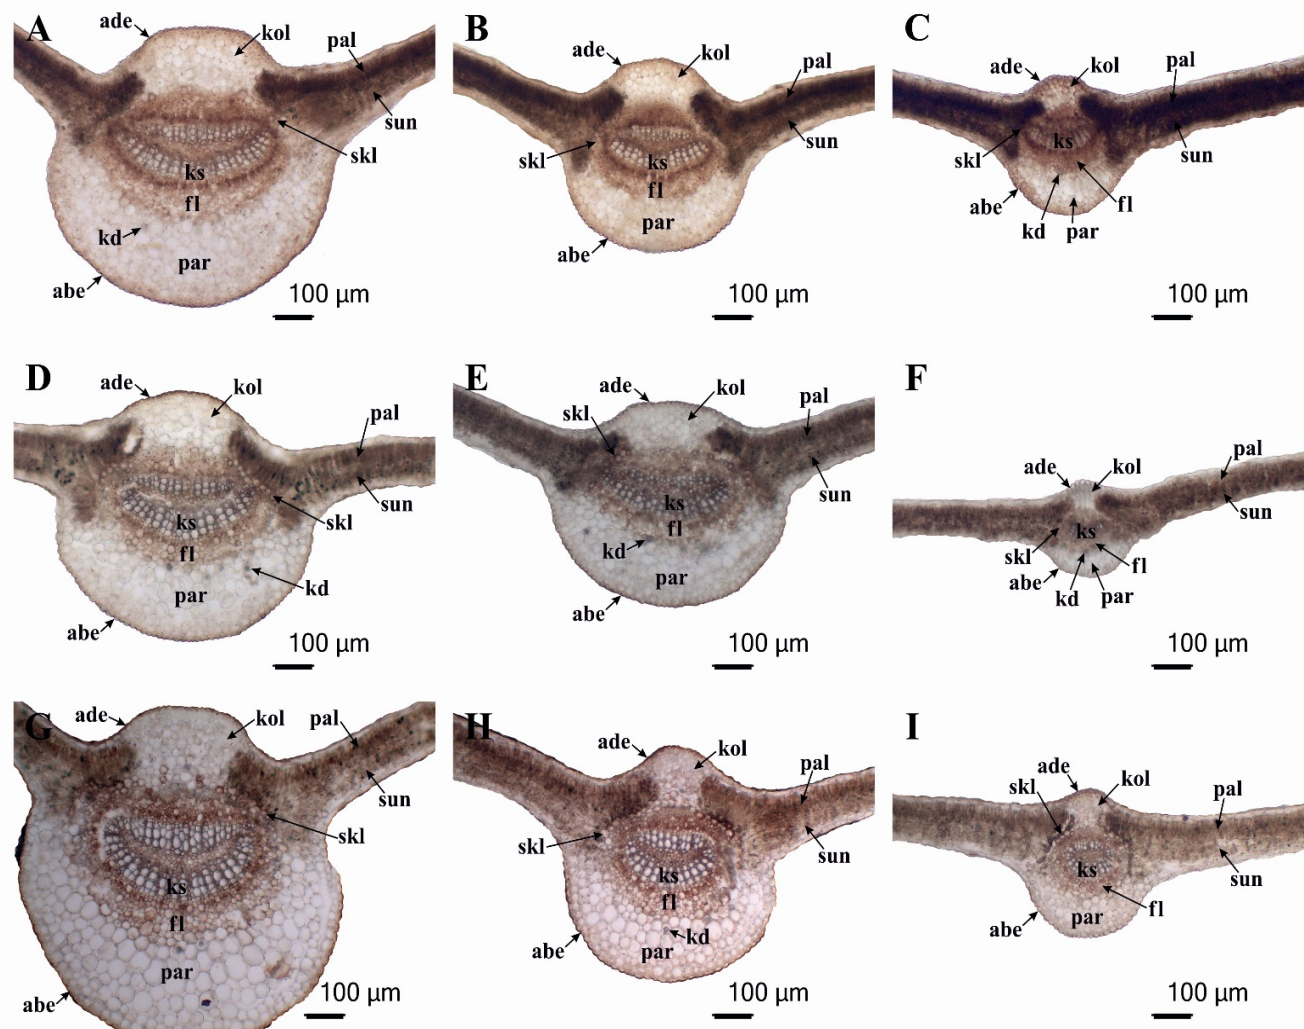 A
ade
kol
pal
sun
skl
ks
fl
kd
par
abe
100 µm
B
ade
kol
pal
sun
skl
ks
fl
par
abe
100 µm
C
ade
kol
pal
sun
skl
ks
fl
abe
kd
par
100 µm
D
ade
kol
pal
sun
skl
ks
fl
kd
par
abe
100 µm
E
ade
kol
pal
skl
sun
ks
fl
kd
par
abe
100 µm
F
ade
kol
pal
sun
skl
ks
fl
abe
kd
par
100 µm
G
ade
kol
pal
sun
skl
ks
fl
par
abe
100 µm
H
ade
kol
pal
skl
sun
ks
fl
kd
par
abe
100 µm
I
ade
kol
skl
pal
sun
ks
fl
par
abe
100 µm